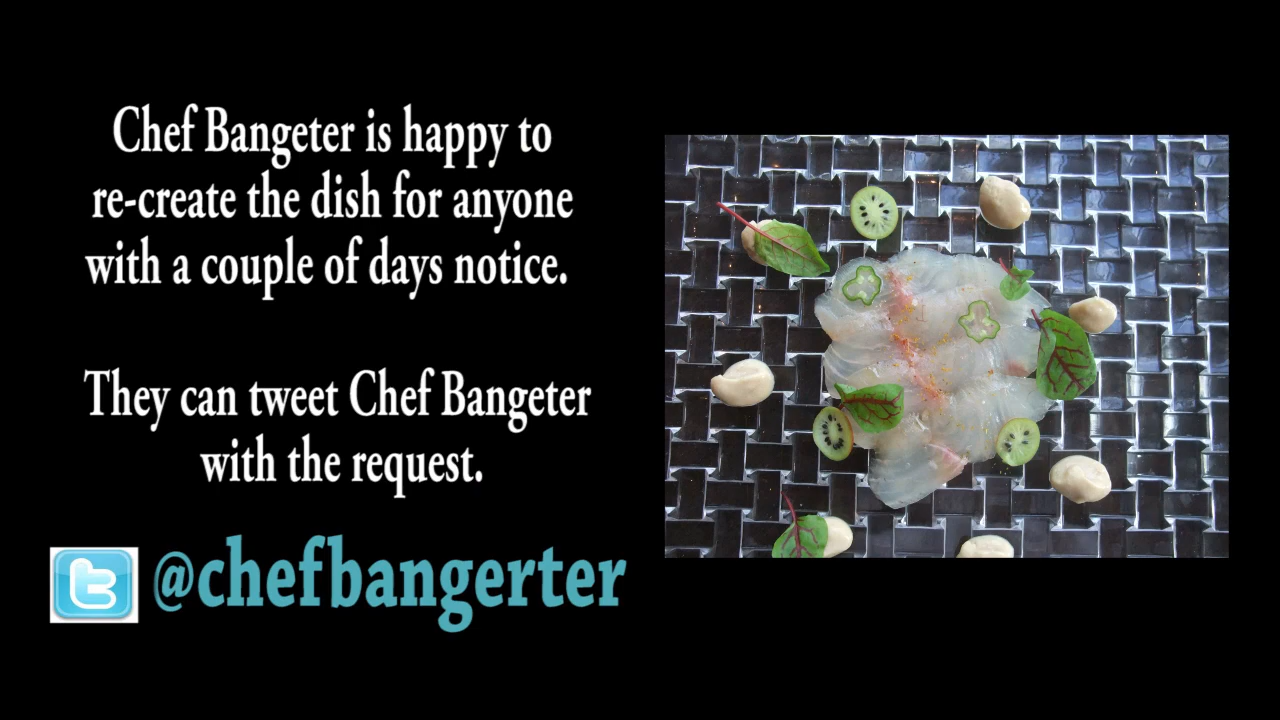 Chef Bangeter is happy to
re-create the dish for anyone
with a couple of days notice.
They can tweet Chef Bangeter
with the request.
@chefbangerter